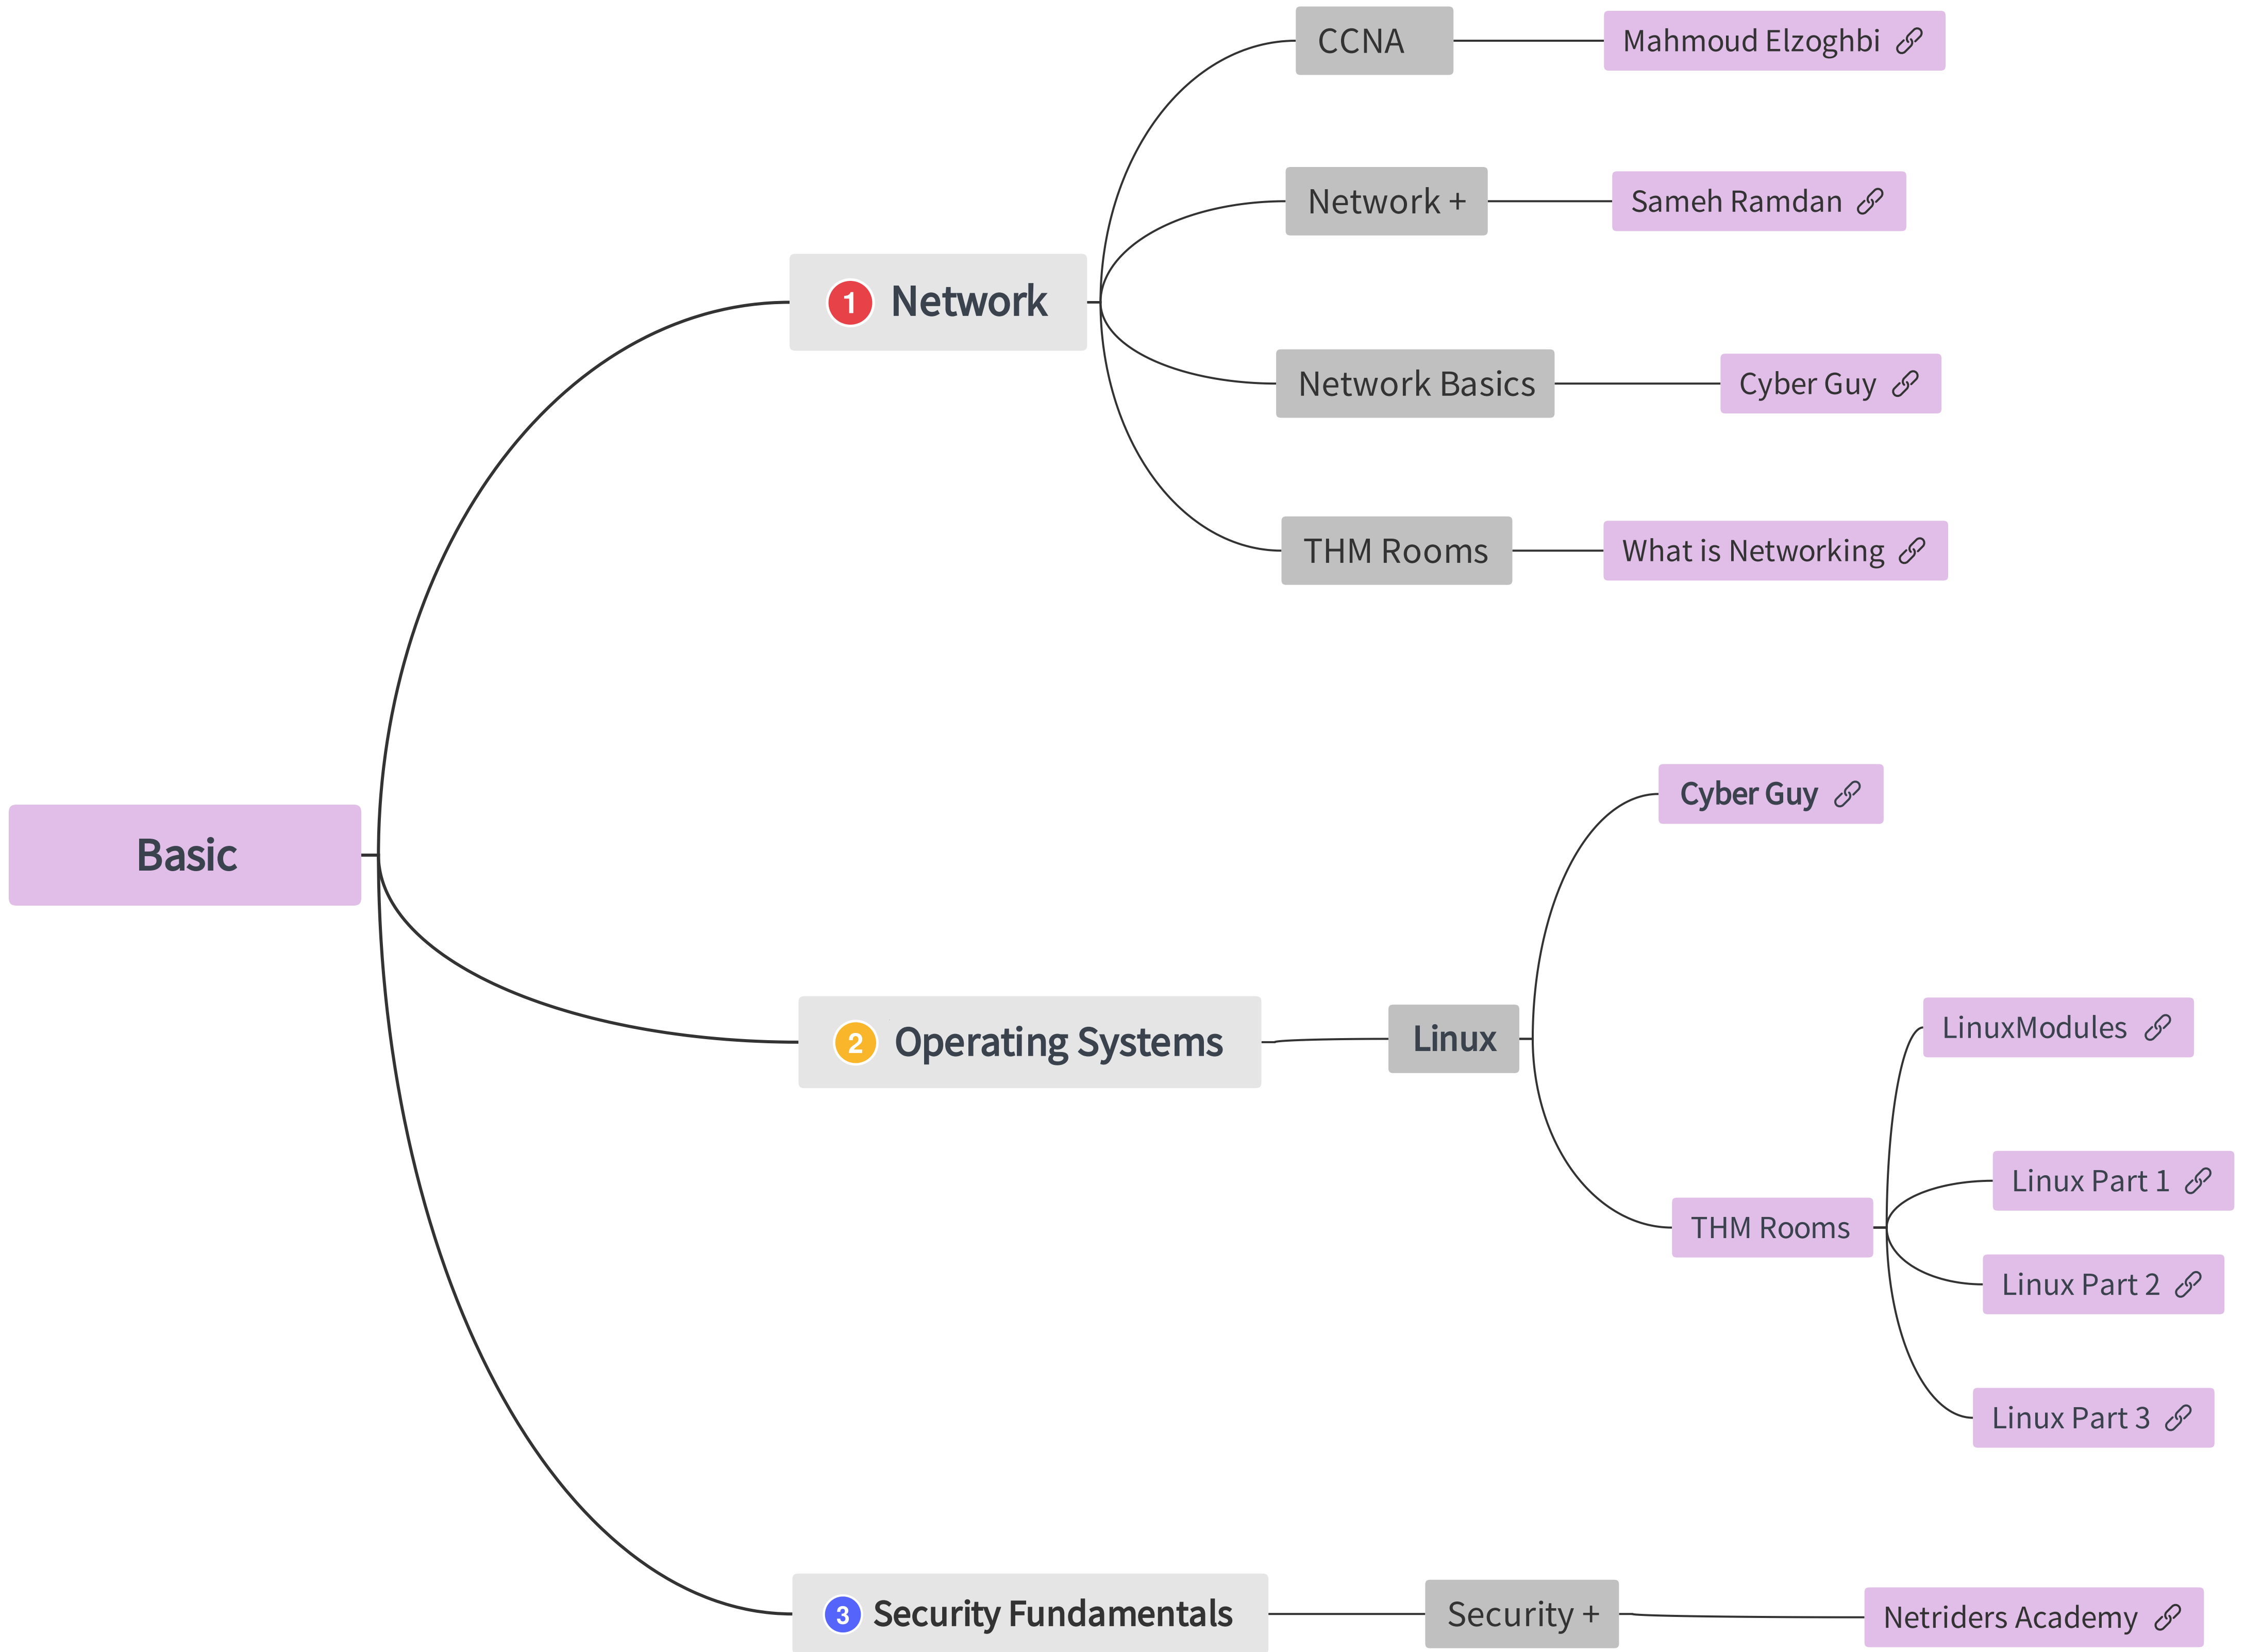 Basic
1 Network
CCNA
Mahmoud Elzoghbi
Network +
Sameh Ramdan
Network Basics
Cyber Guy
THM Rooms
What is Networking
2 Operating Systems
Linux
Cyber Guy
THM Rooms
LinuxModules
Linux Part 1
Linux Part 2
Linux Part 3
3 Security Fundamentals
Security +
Netriders Academy